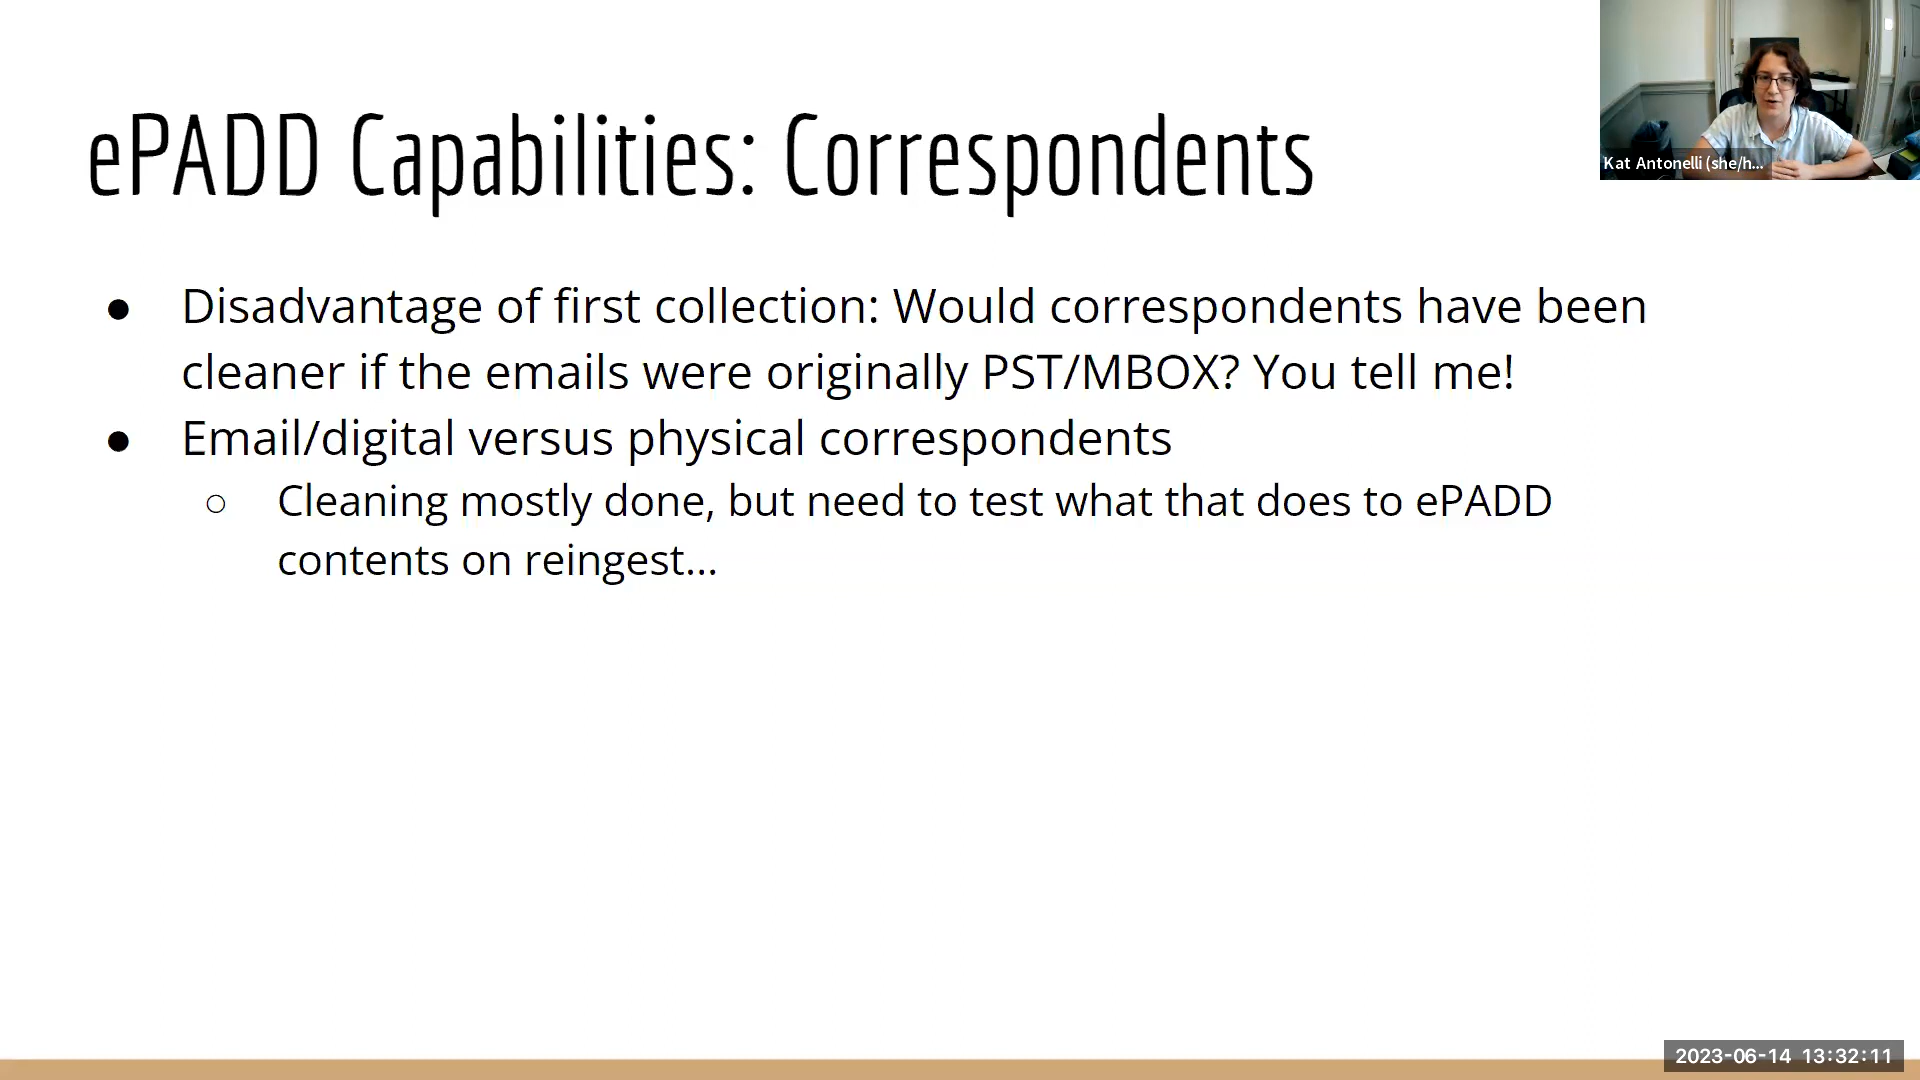 ePADD Capabilities: Correspondents
Kat Antonelli (she/h...
● Disadvantage of first collection: Would correspondents have been
cleaner if the emails were originally PST/MBOX? You tell me!
● Email/digital versus physical correspondents
○ Cleaning mostly done, but need to test what that does to ePADD
contents on reingest...
2023-06-14 13:32:11